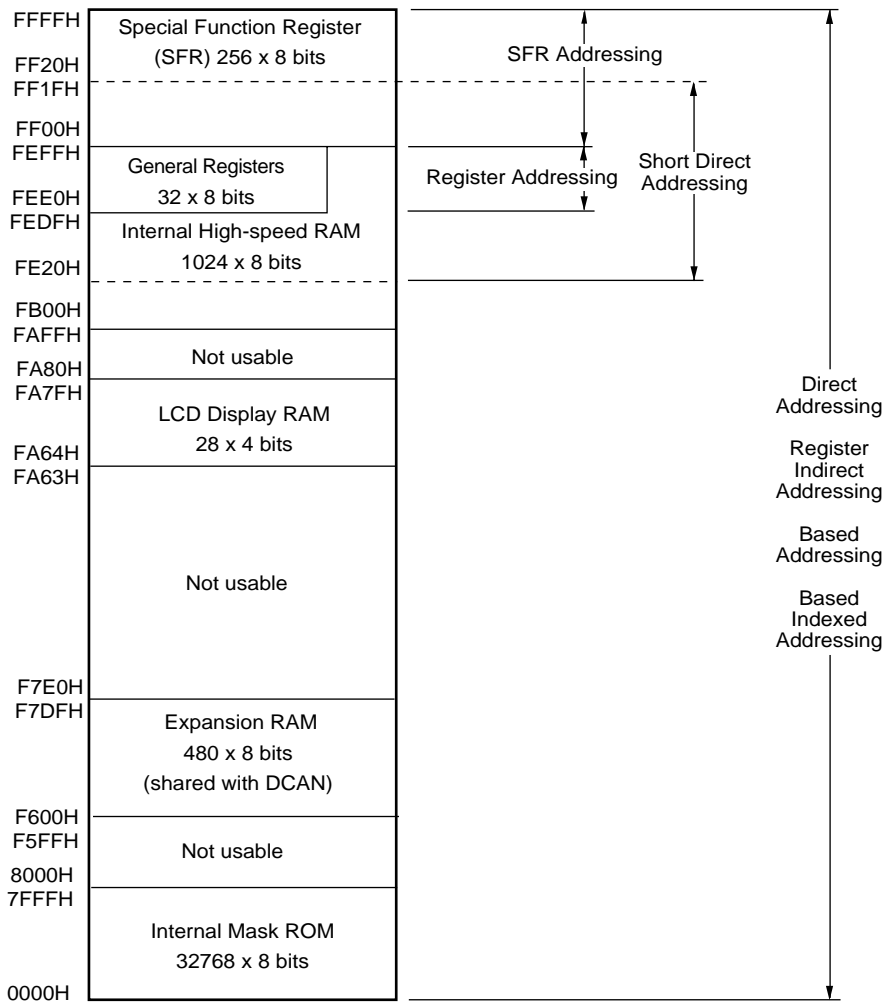 FFFFH
Special Function Register
(SFR) 256 x 8 bits
SFR Addressing
FF20H
FF1FH
FF00H
FEFFH
General Registers
32 x 8 bits
Register Addressing
Short Direct
Addressing
FEE0H
FEDFH
Internal High-speed RAM
1024 x 8 bits
FE20H
FB00H
FAFFH
Not usable
FA80H
FA7FH
LCD Display RAM
28 x 4 bits
FA64H
FA63H
Direct
Addressing
Register
Indirect
Addressing
Based
Addressing
Based
Indexed
Addressing
Not usable
F7E0H
F7DFH
Expansion RAM
480 x 8 bits
(shared with DCAN)
F600H
F5FFH
Not usable
8000H
7FFFH
Internal Mask ROM
32768 x 8 bits
0000H